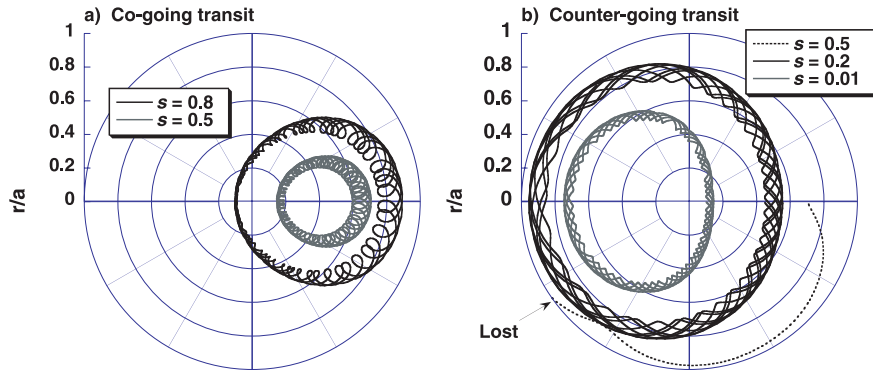 a) Co-going transit
r/a
1
0.8
0.6
0.4
0.2
0
s = 0.8
s = 0.5
b) Counter-going transit
r/a
1
0.8
0.6
0.4
0.2
0
s = 0.5
s = 0.2
s = 0.01
Lost